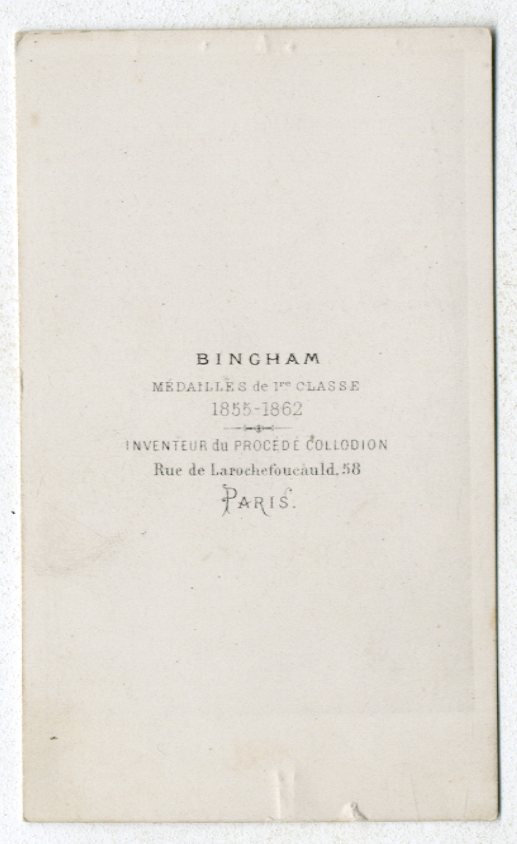 BINGHAM
MÉDAILLES de 1re CLASSE
1855-1862
INVENTEUR du PROCÉDÉ COLLODION
Rue de Larochefoucauld, 58
PARIS.